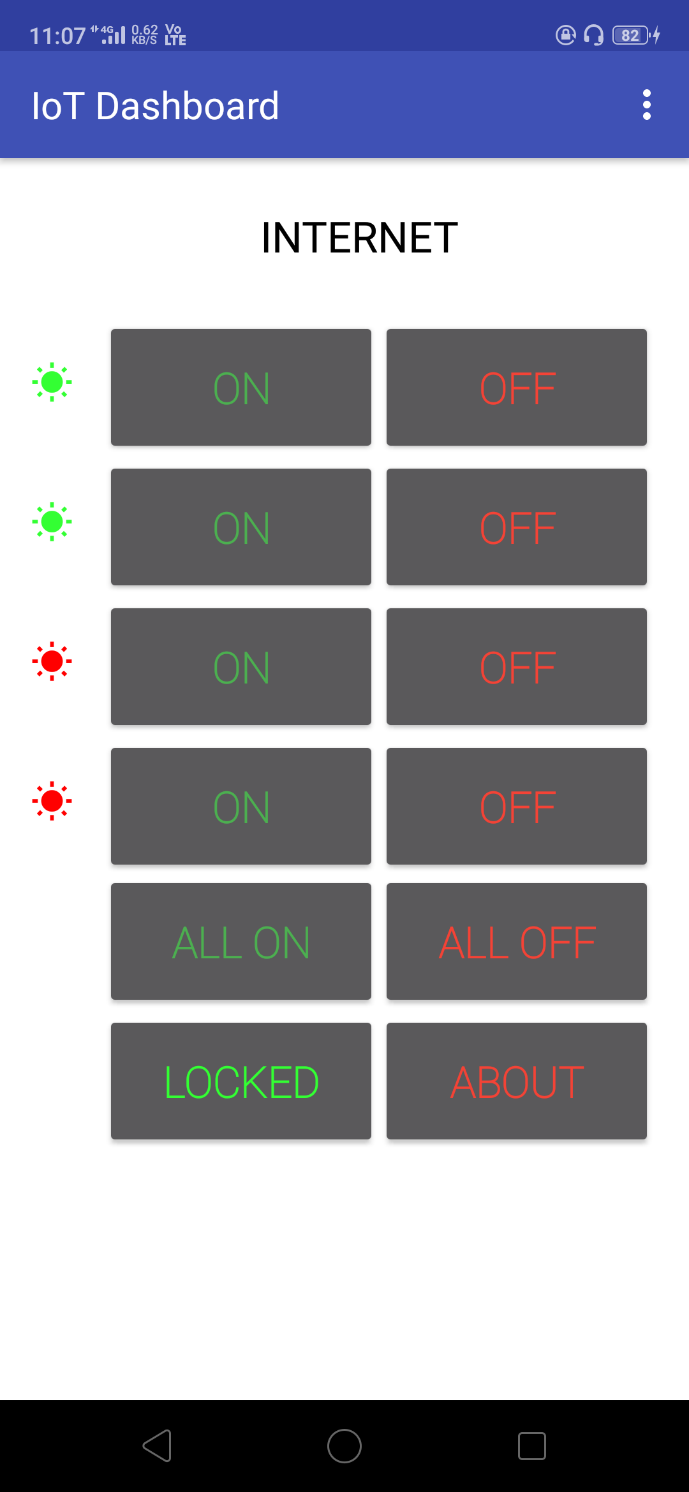 11:07 4G 0.62 KB/S Vo LTE 82
IoT Dashboard
INTERNET
ON OFF
ON OFF
ON OFF
ON OFF
ALL ON ALL OFF
LOCKED ABOUT